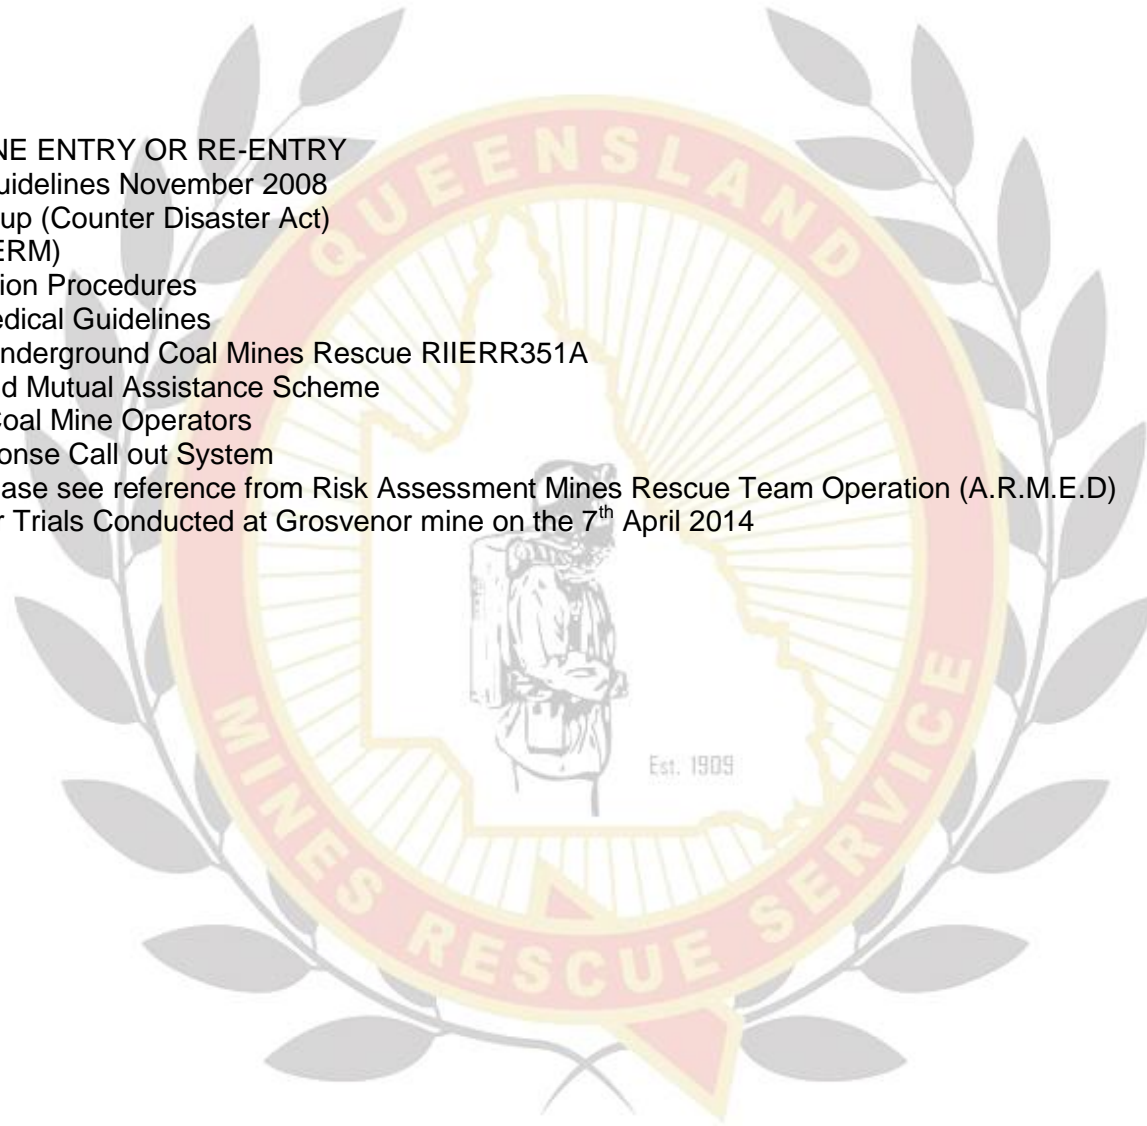 NE ENTRY OR RE-ENTRY
uidelines November 2008
up (Counter Disaster Act)
ERM)
ion Procedures
edical Guidelines
nderground Coal Mines Rescue RIIERR351A
d Mutual Assistance Scheme
Coal Mine Operators
onse Call out System
ase see reference from Risk Assessment Mines Rescue Team Operation (A.R.M.E.D)
r Trials Conducted at Grosvenor mine on the 7th April 2014
QUEENSLAND
Est. 1909
MINES RESCUE SERVICE